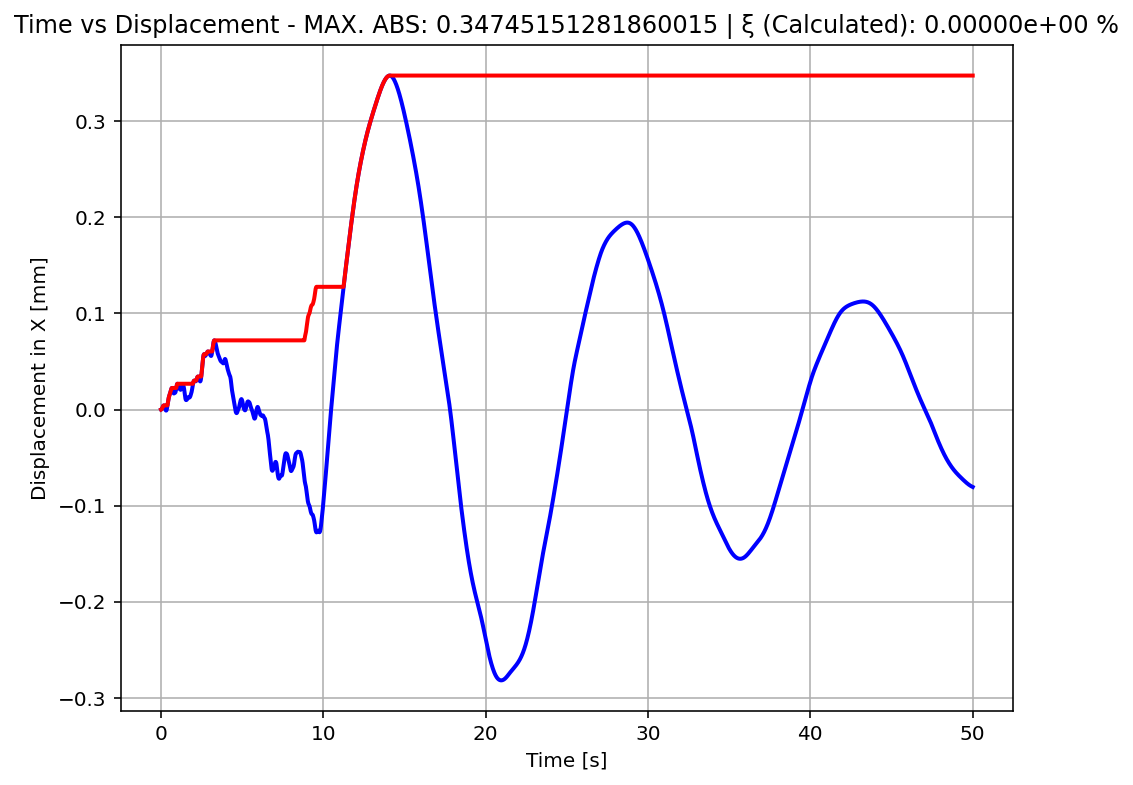 Time vs Displacement - MAX. ABS: 0.34745151281860015 | ξ (Calculated): 0.00000e+00 %
Displacement in X [mm]
0.3
0.2
0.1
0.0
−0.1
−0.2
−0.3
0 10 20 30 40 50
Time [s]